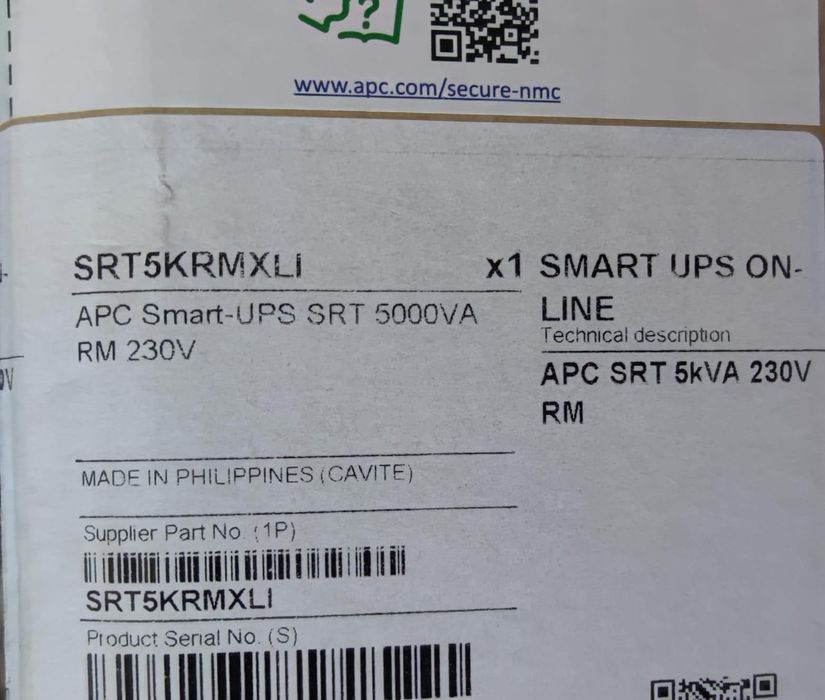 ?
www.apc.com/secure-nmc
SRT5KRMXLI x1
APC Smart-UPS SRT 5000VA
RM 230V
SMART UPS ON-
LINE
Technical description
APC SRT 5kVA 230V
RM
MADE IN PHILIPPINES (CAVITE)
Supplier Part No (1P)
SRT5KRMXLI
Product Serial No. (S)